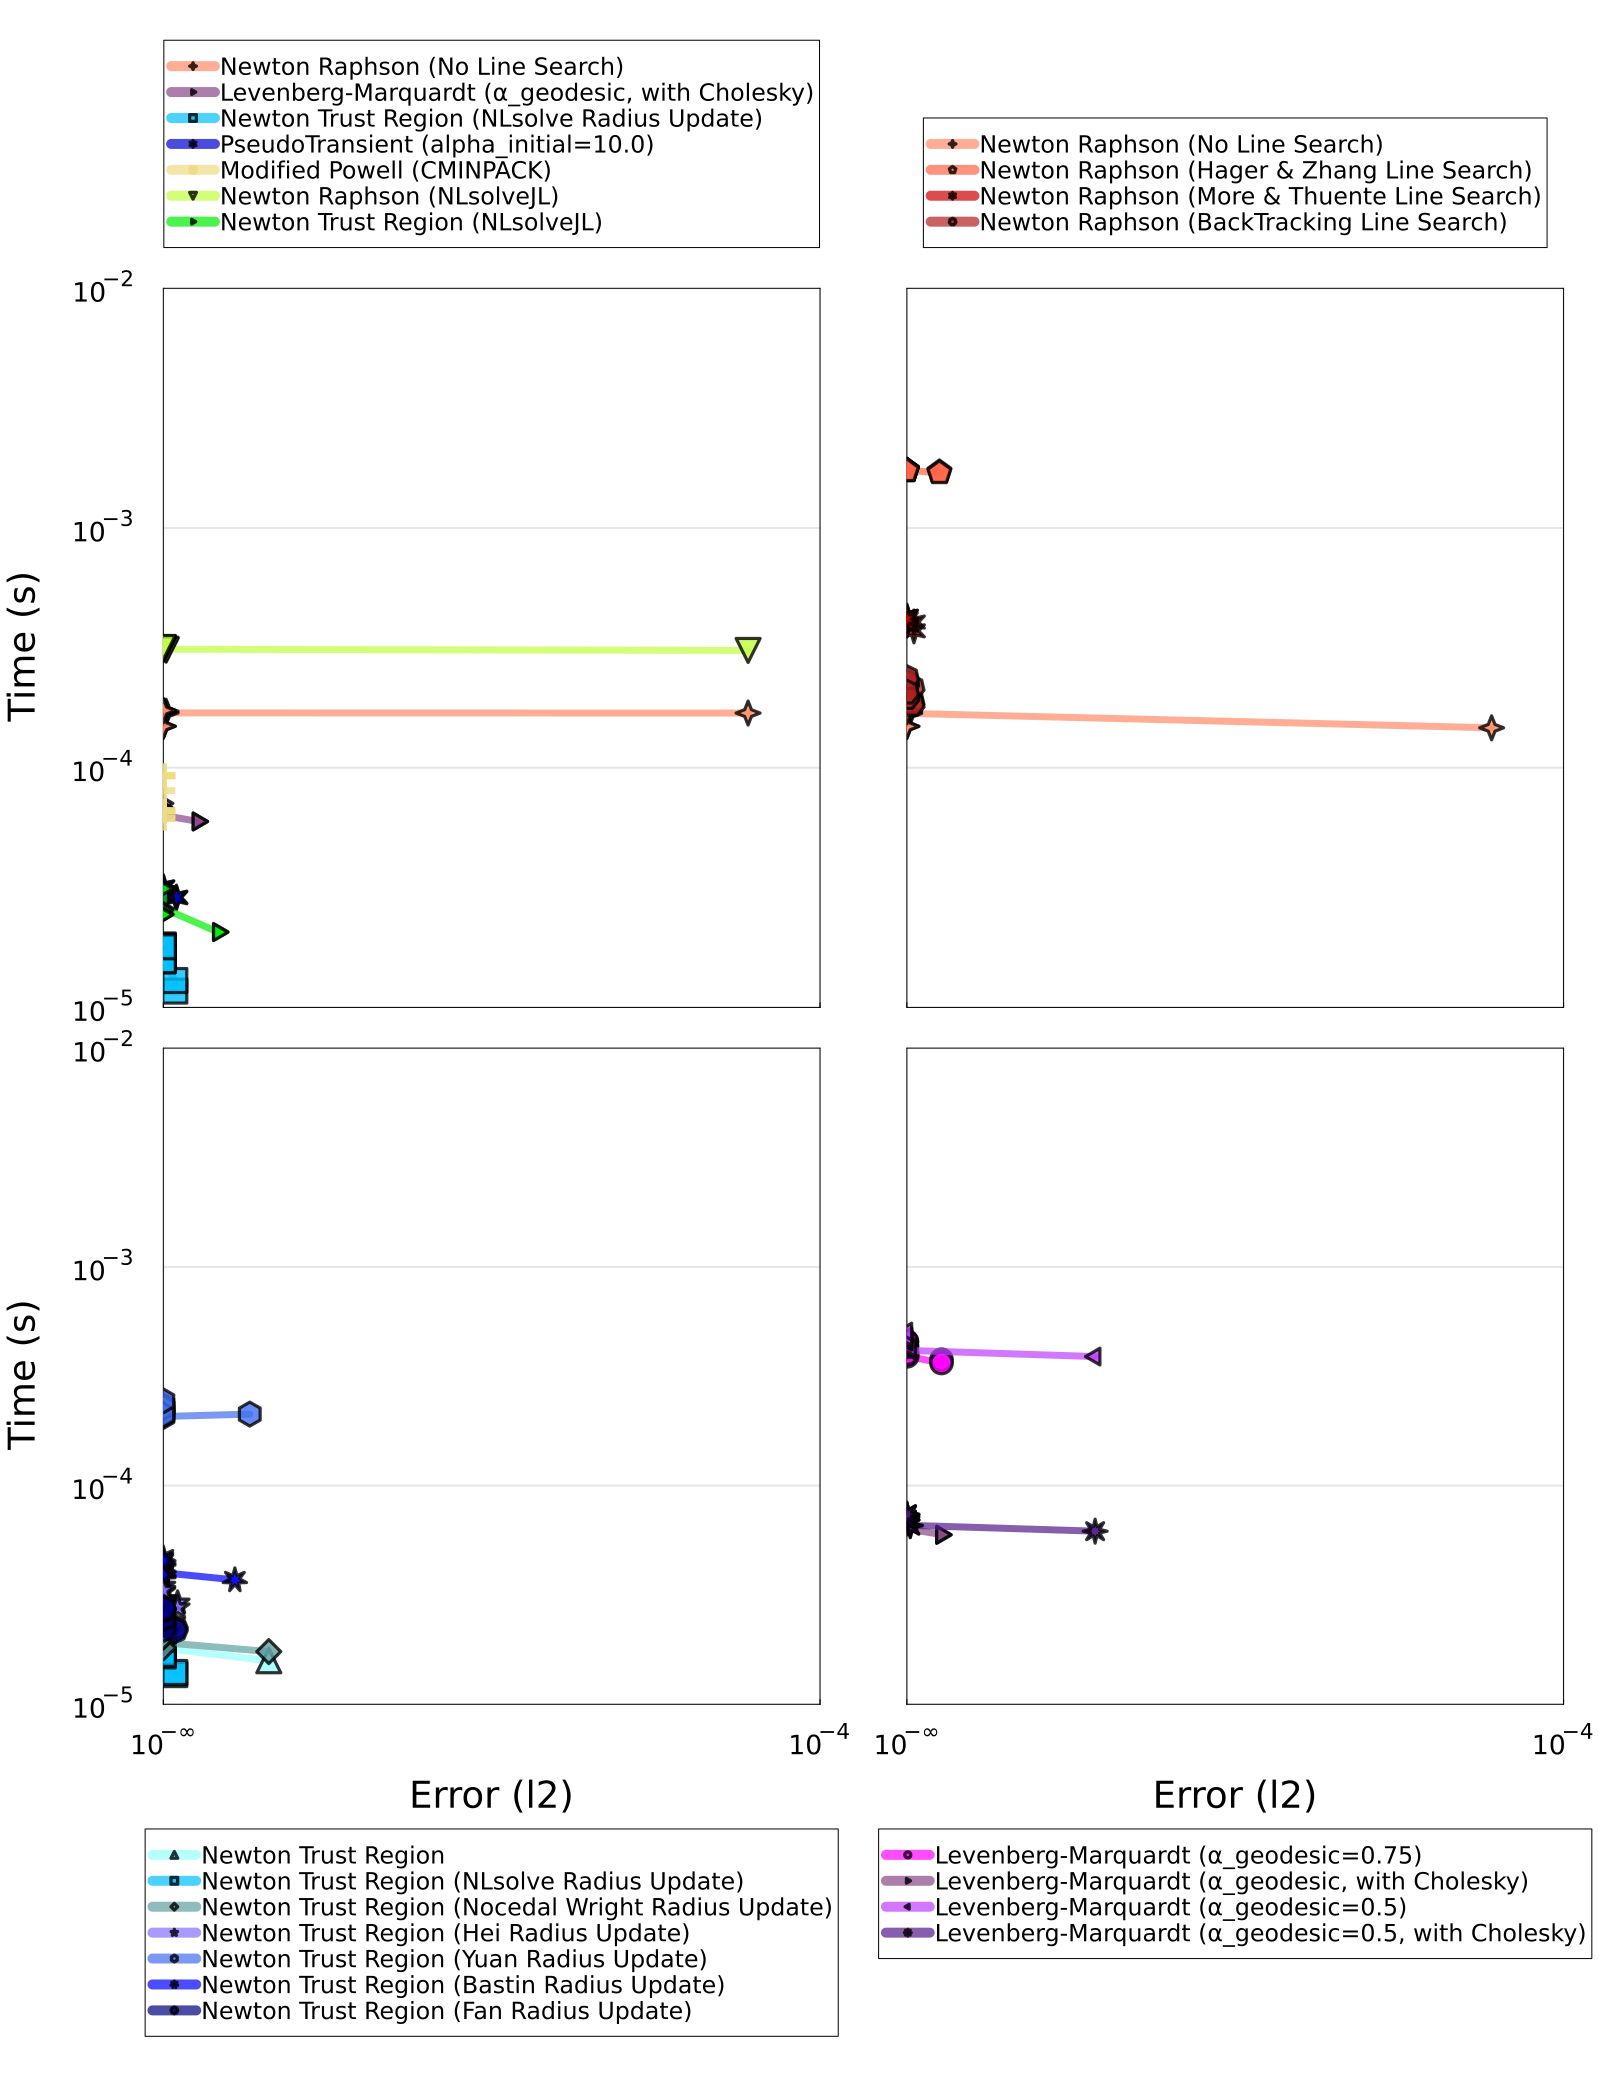 Newton Raphson (No Line Search)
Levenberg-Marquardt (α_geodesic, with Cholesky)
Newton Trust Region (NLsolve Radius Update)
PseudoTransient (alpha_initial=10.0)
Modified Powell (CMINPACK)
Newton Raphson (NLsolveJL)
Newton Trust Region (NLsolveJL)
Newton Raphson (No Line Search)
Newton Raphson (Hager & Zhang Line Search)
Newton Raphson (More & Thuente Line Search)
Newton Raphson (BackTracking Line Search)
10⁻²
10⁻³
10⁻⁴
10⁻⁵
Time (s)
10⁻²
10⁻³
10⁻⁴
10⁻⁵
Time (s)
10⁻∞
10⁻⁴
10⁻∞
10⁻⁴
Error (l2)
Error (l2)
Newton Trust Region
Newton Trust Region (NLsolve Radius Update)
Newton Trust Region (Nocedal Wright Radius Update)
Newton Trust Region (Hei Radius Update)
Newton Trust Region (Yuan Radius Update)
Newton Trust Region (Bastin Radius Update)
Newton Trust Region (Fan Radius Update)
Levenberg-Marquardt (α_geodesic=0.75)
Levenberg-Marquardt (α_geodesic, with Cholesky)
Levenberg-Marquardt (α_geodesic=0.5)
Levenberg-Marquardt (α_geodesic=0.5, with Cholesky)